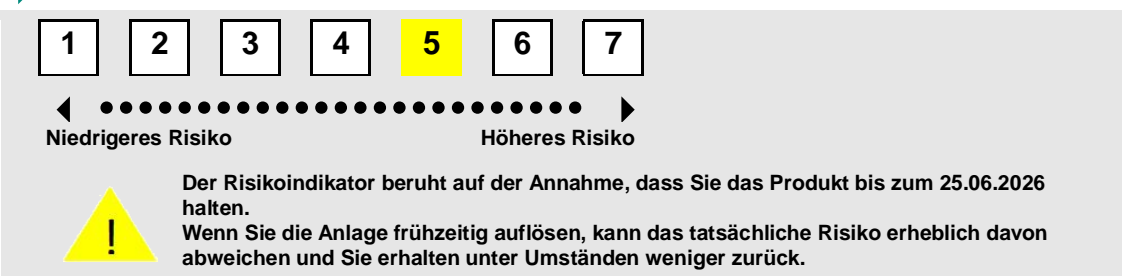 1 2 3 4 5 6 7
Niedrigeres Risiko Höheres Risiko
Der Risikoindikator beruht auf der Annahme, dass Sie das Produkt bis zum 25.06.2026
halten.
Wenn Sie die Anlage frühzeitig auflösen, kann das tatsächliche Risiko erheblich davon
abweichen und Sie erhalten unter Umständen weniger zurück.
!